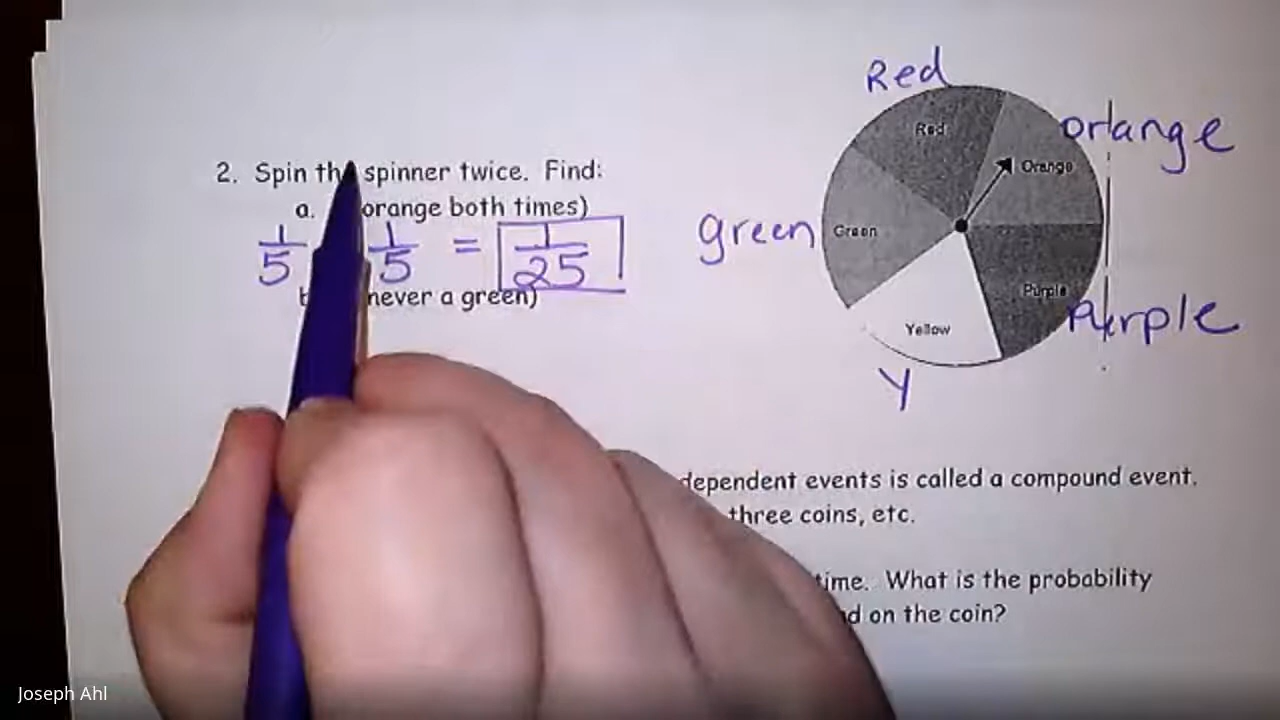 Red
orange
Red
Orange
2. Spin the spinner twice. Find:
a. orange both times)
green
Green
1/5 1/5 = 1/25
never a green)
Purple
Purple
Yellow
Y
dependent events is called a compound event.
three coins, etc.
time. What is the probability
on the coin?
Joseph Ahl